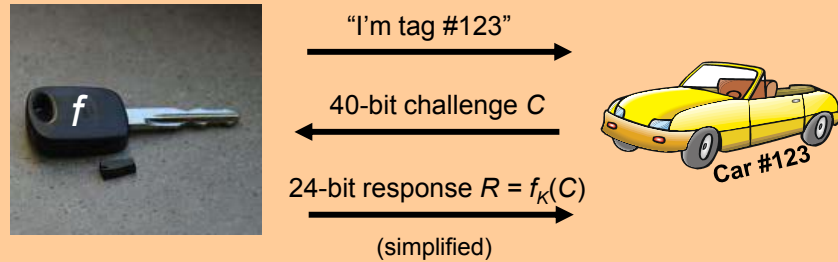 “I’m tag #123”
f
40-bit challenge C
Car #123
24-bit response R = fK(C)
(simplified)